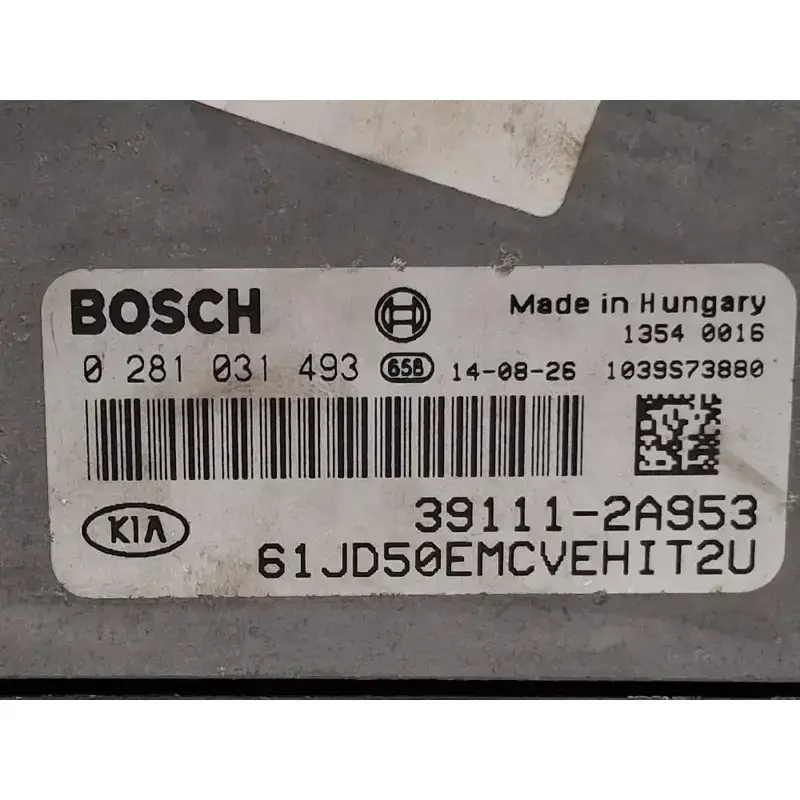 BOSCH Made in Hungary
1354 0016
0 281 031 493 658 14-08-26 1039S73880
39111-2A953
KIA
61JD50EMCVEHIT2U